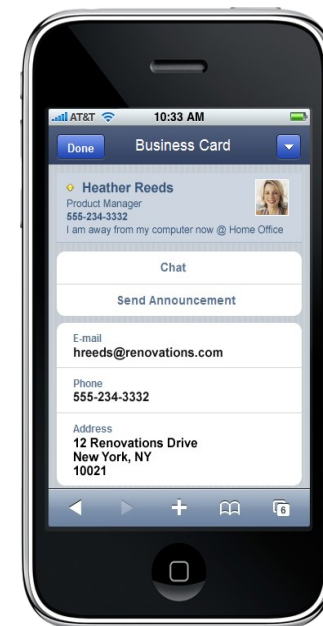 AT&T 10:33 AM
Done Business Card
Heather Reeds
Product Manager
555-234-3332
I am away from my computer now @ Home Office
Chat
Send Announcement
E-mail
hreeds@renovations.com
Phone
555-234-3332
Address
12 Renovations Drive
New York, NY
10021
6